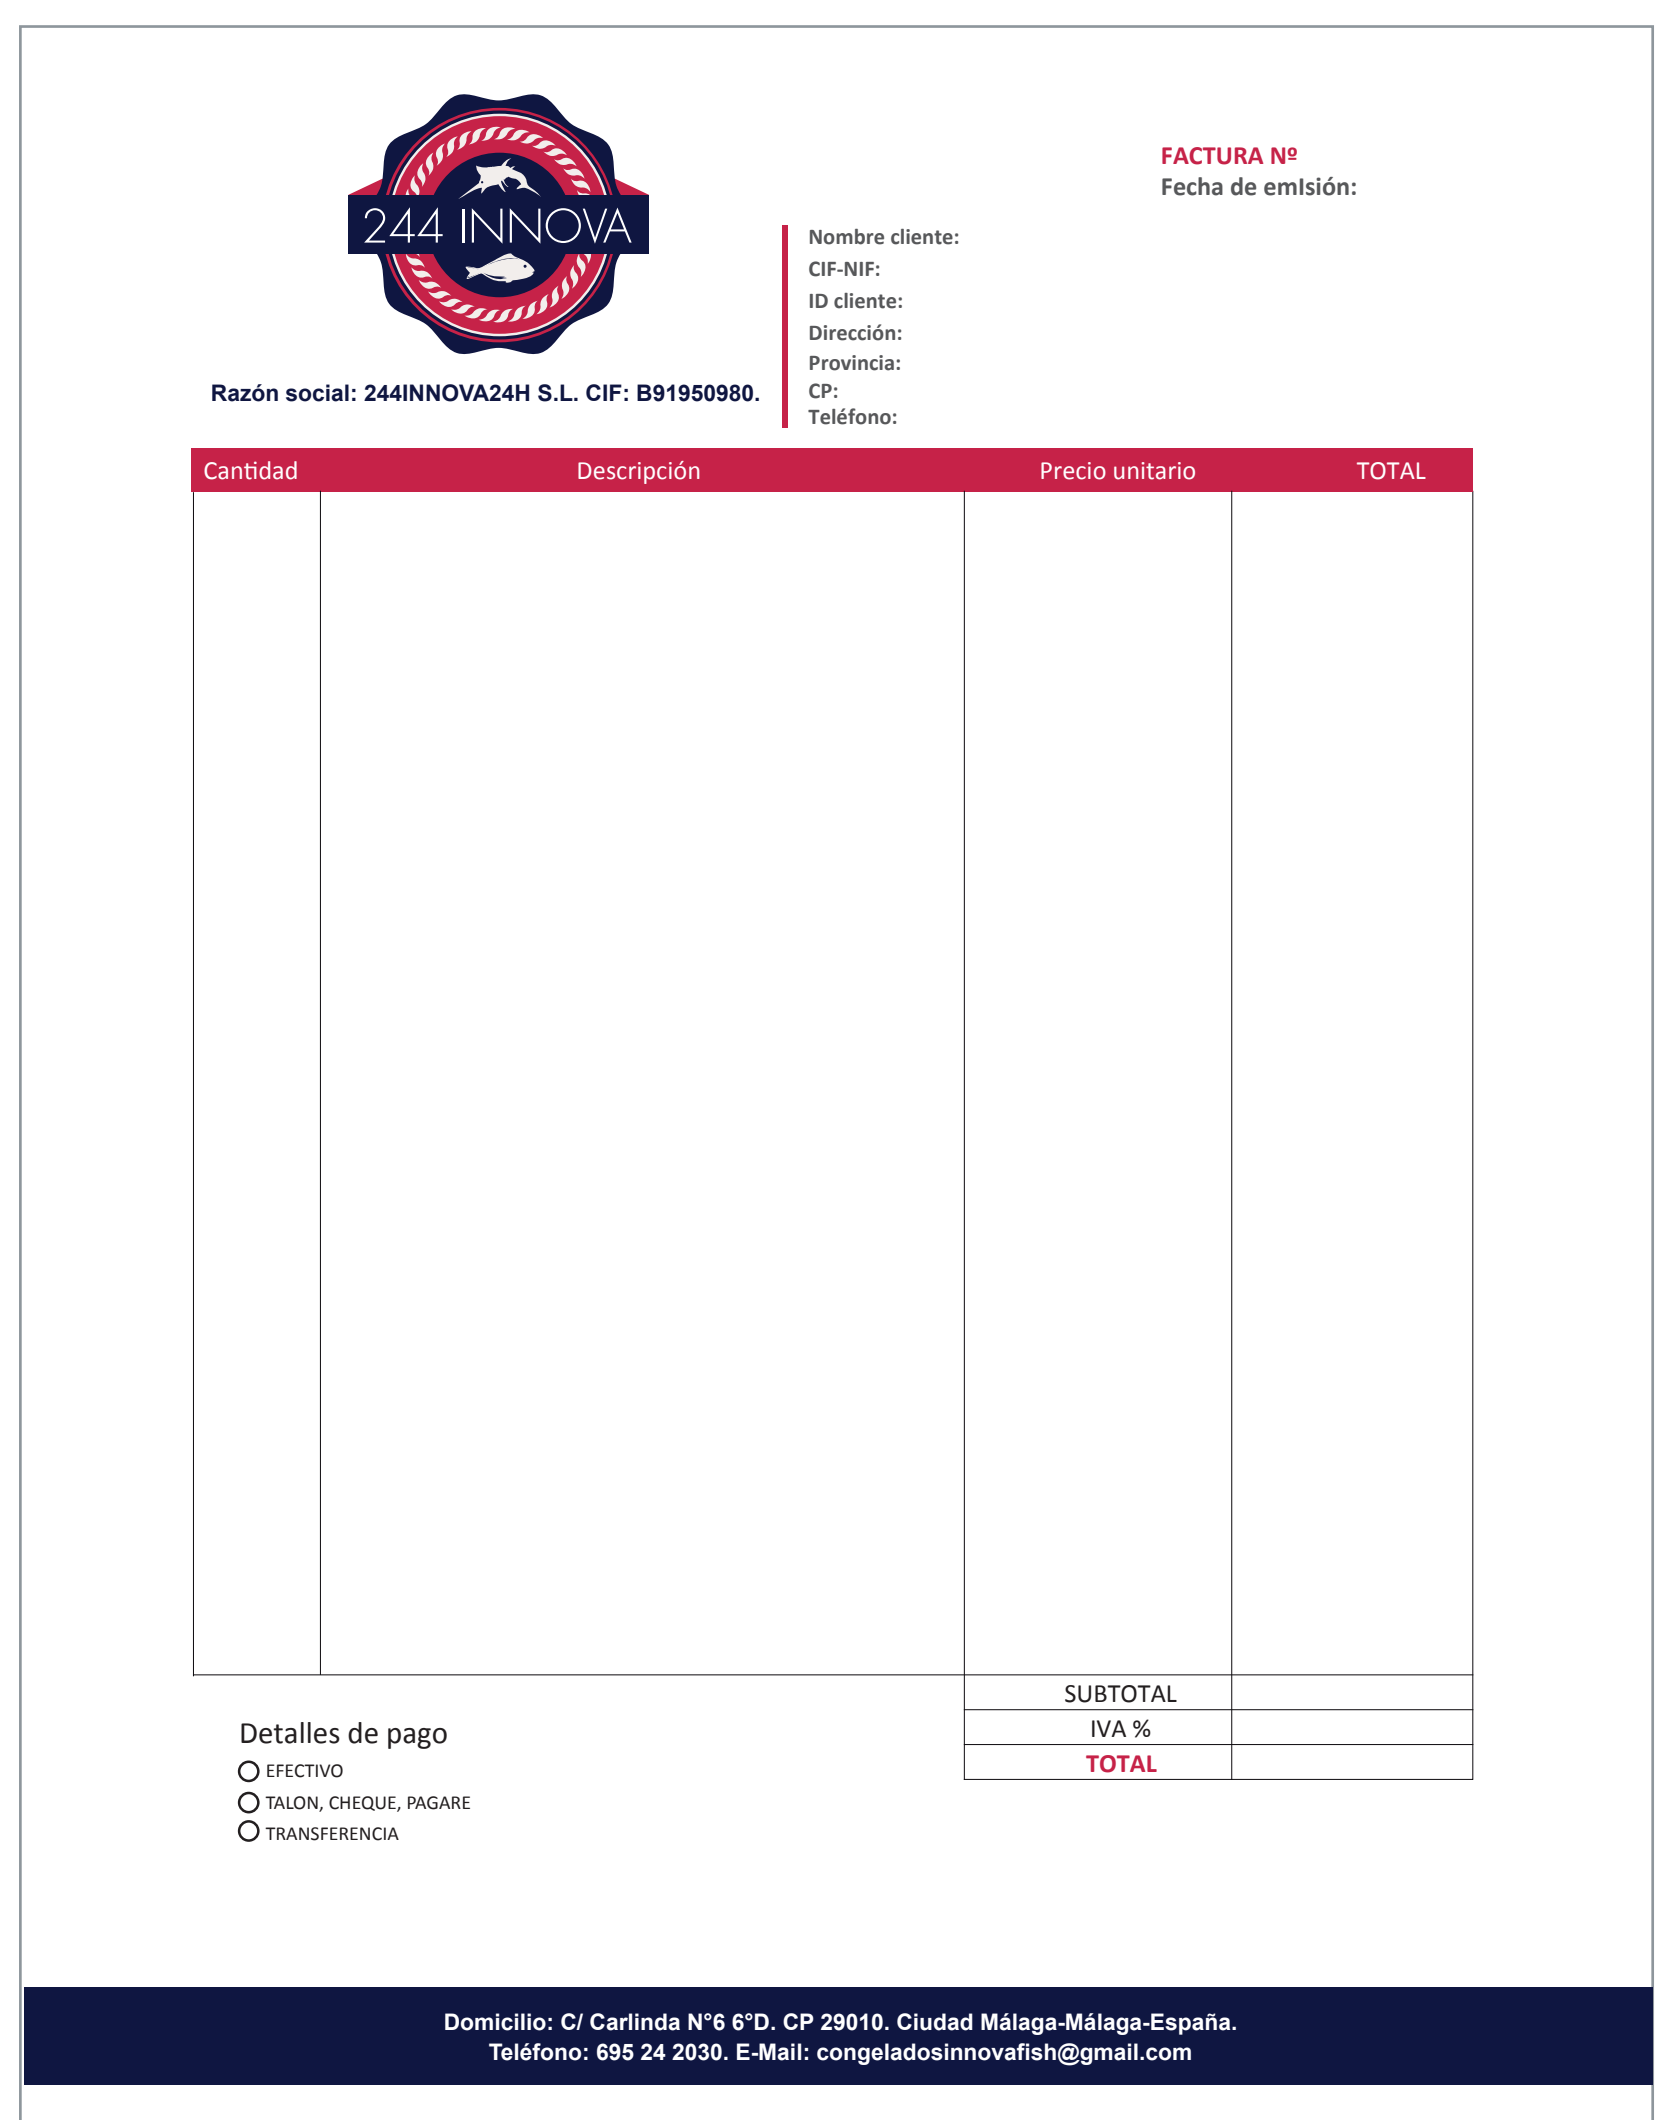 244 INNOVA
Razón social: 244INNOVA24H S.L. CIF: B91950980.
FACTURA Nº
Fecha de emIsión:
Nombre cliente:
CIF-NIF:
ID cliente:
Dirección:
Provincia:
CP:
Teléfono:
Cantidad Descripción Precio unitario TOTAL
SUBTOTAL
IVA %
TOTAL
Detalles de pago
EFECTIVO
TALON, CHEQUE, PAGARE
TRANSFERENCIA
Domicilio: C/ Carlinda N°6 6°D. CP 29010. Ciudad Málaga-Málaga-España.
Teléfono: 695 24 2030. E-Mail: congeladosinnovafish@gmail.com